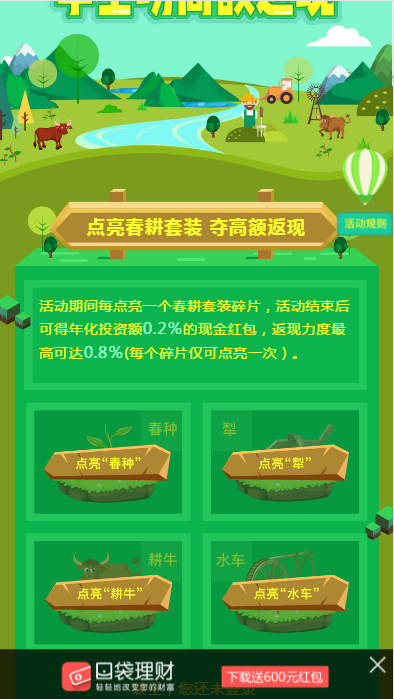 活动规则
点亮春耕套装 夺高额返现
活动期间每点亮一个春耕套装碎片，活动结束后
可得年化投资额0.2%的现金红包，返现力度最
高可达0.8%(每个碎片仅可点亮一次）。
春种
犁
点亮“春种”
点亮“犁”
耕牛
水车
点亮“耕牛”
点亮“水车”
口袋理财
轻轻地改变您的财富
下载送600元红包
您还未登录